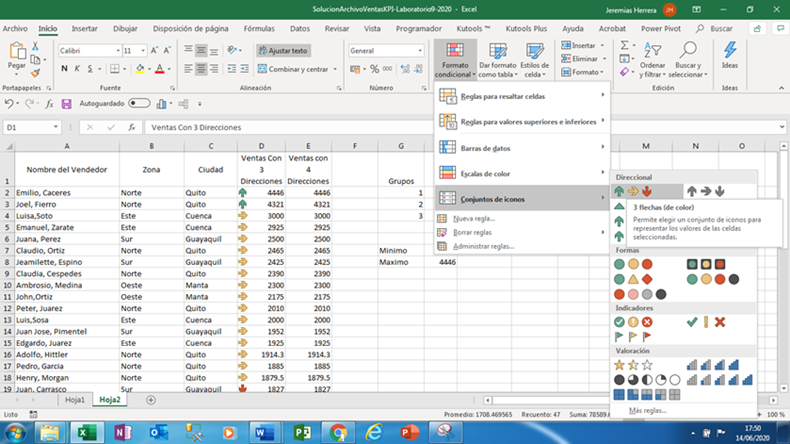 SolucionArchivoVentasKPI-Laboratorio9-2020 - Excel
Jeremias Herrera
JH
Archivo Inicio Insertar Disposición de página Fórmulas Datos Revisar Vista Programador Kutools ™ Kutools Plus Ayuda Acrobat Power Pivot Buscar
Pegar
Calibri 11
Ajustar texto
General
Formato condicional
Dar formato como tabla
Estilos de celda
Insertar
Eliminar
Formato
Ordenar y filtrar
Buscar y seleccionar
Ideas
N K S
Combinar y centrar
Portapapeles Fuente Alineación Número Edición Ideas
Autoguardado
D1 fx Ventas Con 3 Direcciones
A B C D E F G M N O
1 Nombre del Vendedor Zona Ciudad Ventas Con 3 Direcciones Ventas con 4 Direcciones Grupos
2 Emilio, Caceres Norte Quito 4446 4446 1
3 Joel, Fierro Norte Quito 4321 4321 2
4 Luisa,Soto Este Cuenca 3000 3000 3
5 Emanuel, Zarate Este Cuenca 2925 2925
6 Juana, Perez Sur Guayaquil 2500 2500
7 Claudio, Ortiz Norte Quito 2465 2465 Minimo
8 Jeamilette, Espino Sur Guayaquil 2425 2425 Maximo 4446
9 Claudia, Cespedes Norte Quito 2390 2390
10 Ambrosio, Medina Oeste Manta 2300 2300
11 John,Ortiz Oeste Manta 2175 2175
12 Peter, Juarez Norte Quito 2010 2010
13 Luis,Sosa Este Cuenca 2000 2000
14 Juan Jose, Pimentel Sur Guayaquil 1952 1952
15 Edgardo, Juarez Este Cuenca 1925 1925
16 Adolfo, Hittler Norte Quito 1914.3 1914.3
17 Pedro, Garcia Norte Quito 1885 1885
18 Henry, Morgan Norte Quito 1879.5 1879.5
19 Juan, Carrasco Sur Guayaquil 1827 1827
Reglas para resaltar celdas
Reglas para valores superiores e inferiores
Barras de datos
Escalas de color
Conjuntos de iconos
Nueva regla...
Borrar reglas
Administrar reglas...
Direccional
3 flechas (de color)
Permite elegir un conjunto de iconos para
representar los valores de las celdas
seleccionadas.
Formas
Indicadores
Valoración
Más reglas...
Hoja1 Hoja2
Listo
Promedio: 1708.469565 Recuento: 47
100 %
17:50
14/06/2020